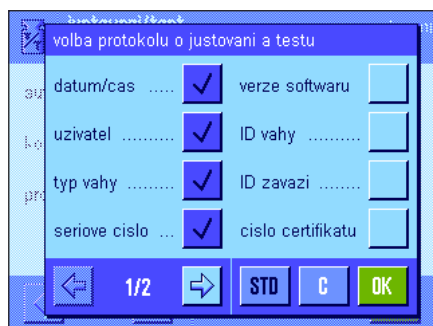 justovani/test
volba protokolu o justovani a testu
datum/cas .....
verze softwaru
uzivatel ..........
ID vahy ..........
typ vahy .........
ID zavazi ........
seriove cislo ...
cislo certifikatu
1/2
STD
C
OK